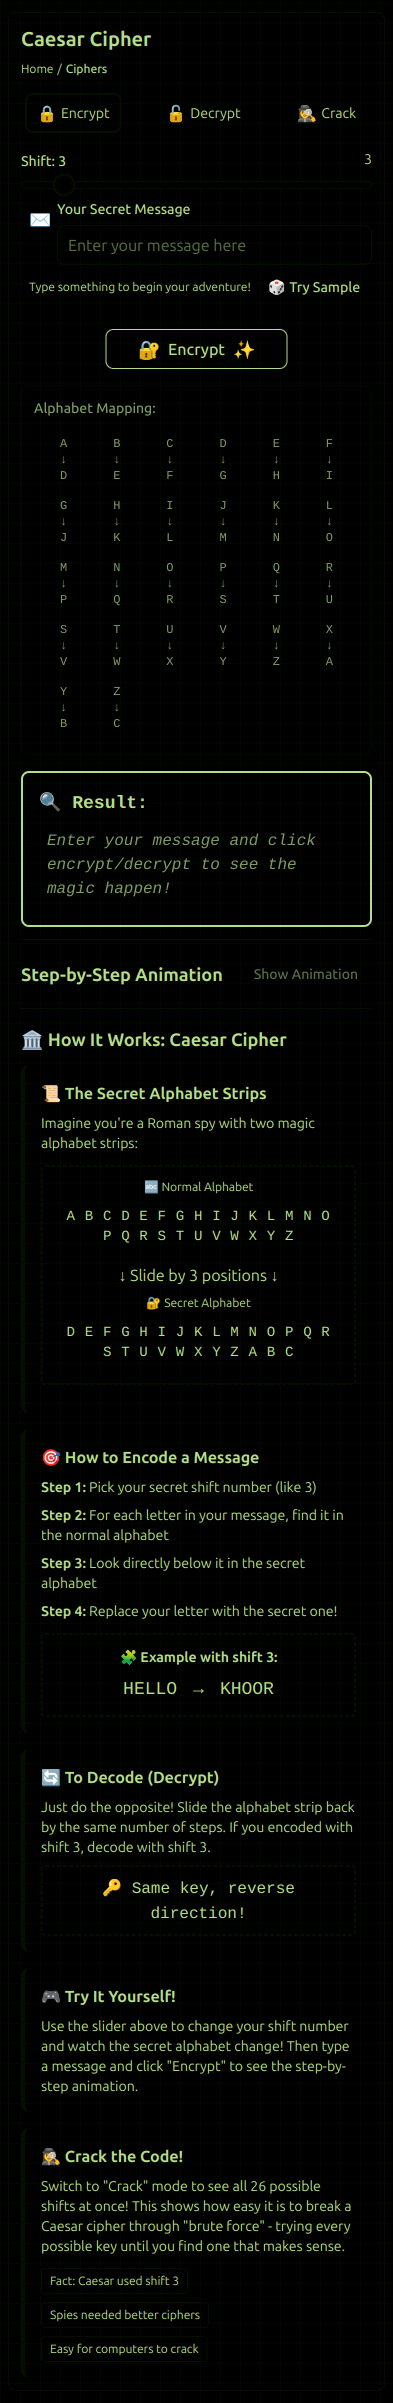 Caesar Cipher
Home / Ciphers
🔒 Encrypt 🔓 Decrypt 🕵️ Crack
Shift: 3 3
✉️ Your Secret Message
Enter your message here
Type something to begin your adventure! 🎲 Try Sample
🔐 Encrypt ✨
Alphabet Mapping:
A B C D E F
↓ ↓ ↓ ↓ ↓ ↓
D E F G H I
G H I J K L
↓ ↓ ↓ ↓ ↓ ↓
J K L M N O
M N O P Q R
↓ ↓ ↓ ↓ ↓ ↓
P Q R S T U
S T U V W X
↓ ↓ ↓ ↓ ↓ ↓
V W X Y Z A
Y Z
↓ ↓
B C
🔍 Result:
Enter your message and click
encrypt/decrypt to see the
magic happen!
Step-by-Step Animation Show Animation
🏛️ How It Works: Caesar Cipher
📜 The Secret Alphabet Strips
Imagine you're a Roman spy with two magic
alphabet strips:
🔤 Normal Alphabet
A B C D E F G H I J K L M N O
P Q R S T U V W X Y Z
↓ Slide by 3 positions ↓
🔐 Secret Alphabet
D E F G H I J K L M N O P Q R
S T U V W X Y Z A B C
🎯 How to Encode a Message
Step 1: Pick your secret shift number (like 3)
Step 2: For each letter in your message, find it in
the normal alphabet
Step 3: Look directly below it in the secret
alphabet
Step 4: Replace your letter with the secret one!
🧩 Example with shift 3:
HELLO → KHOOR
🔄 To Decode (Decrypt)
Just do the opposite! Slide the alphabet strip back
by the same number of steps. If you encoded with
shift 3, decode with shift 3.
🔑 Same key, reverse
direction!
🎮 Try It Yourself!
Use the slider above to change your shift number
and watch the secret alphabet change! Then type
a message and click "Encrypt" to see the step-by-
step animation.
🕵️ Crack the Code!
Switch to "Crack" mode to see all 26 possible
shifts at once! This shows how easy it is to break a
Caesar cipher through "brute force" - trying every
possible key until you find one that makes sense.
Fact: Caesar used shift 3
Spies needed better ciphers
Easy for computers to crack